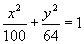 x²/100 + y²/64 = 1